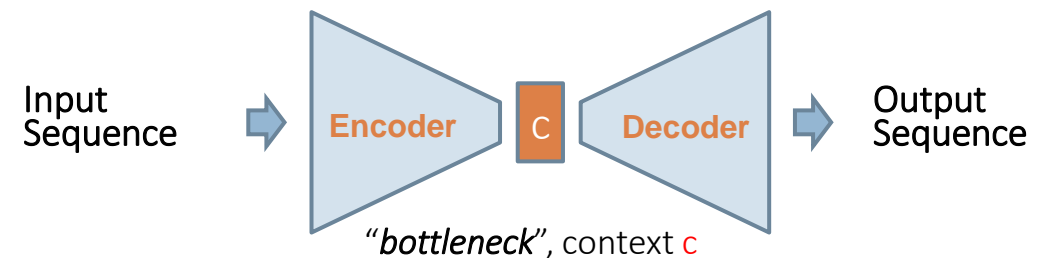 Input
Sequence
Encoder
C
Decoder
Output
Sequence
“bottleneck”, context c